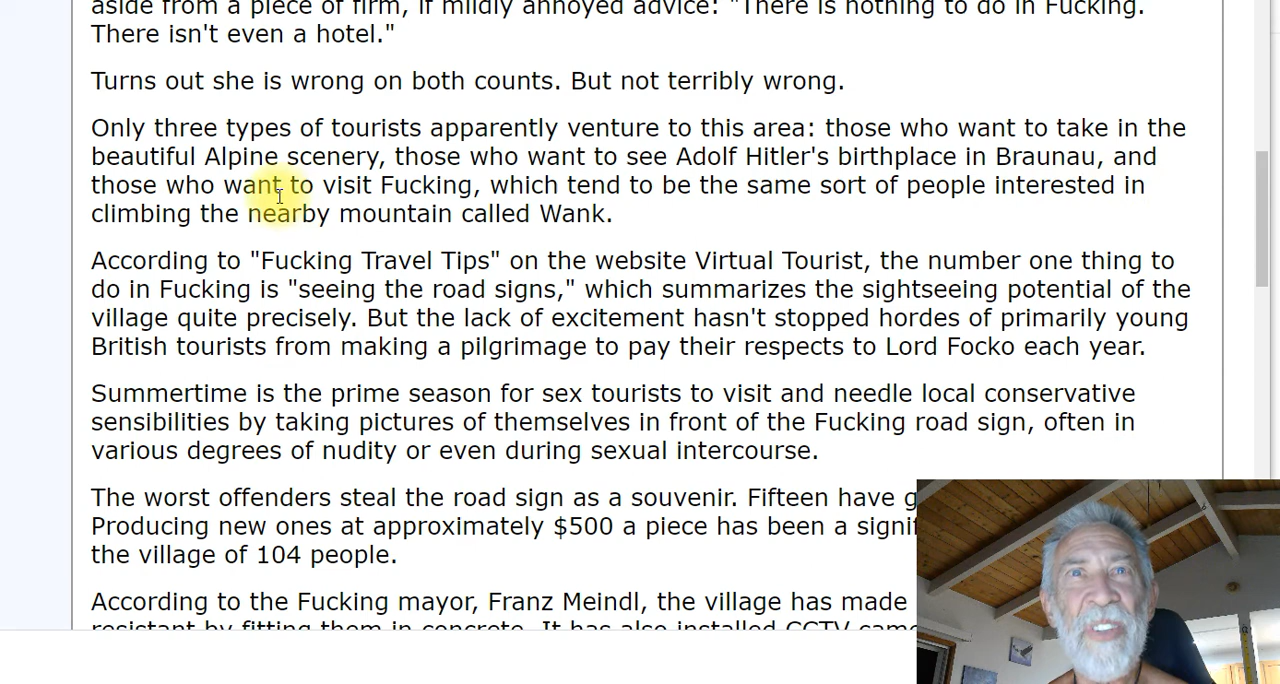 aside from a piece of firm, if mildly annoyed advice: "There is nothing to do in Fucking.
There isn't even a hotel."
Turns out she is wrong on both counts. But not terribly wrong.
Only three types of tourists apparently venture to this area: those who want to take in the
beautiful Alpine scenery, those who want to see Adolf Hitler's birthplace in Braunau, and
those who want to visit Fucking, which tend to be the same sort of people interested in
climbing the nearby mountain called Wank.
According to "Fucking Travel Tips" on the website Virtual Tourist, the number one thing to
do in Fucking is "seeing the road signs," which summarizes the sightseeing potential of the
village quite precisely. But the lack of excitement hasn't stopped hordes of primarily young
British tourists from making a pilgrimage to pay their respects to Lord Focko each year.
Summertime is the prime season for sex tourists to visit and needle local conservative
sensibilities by taking pictures of themselves in front of the Fucking road sign, often in
various degrees of nudity or even during sexual intercourse.
The worst offenders steal the road sign as a souvenir. Fifteen have
Producing new ones at approximately $500 a piece has been a
the village of 104 people.
According to the Fucking mayor, Franz Meindl, the village has made
resistant by fitting them in concrete. It has also installed CCTV